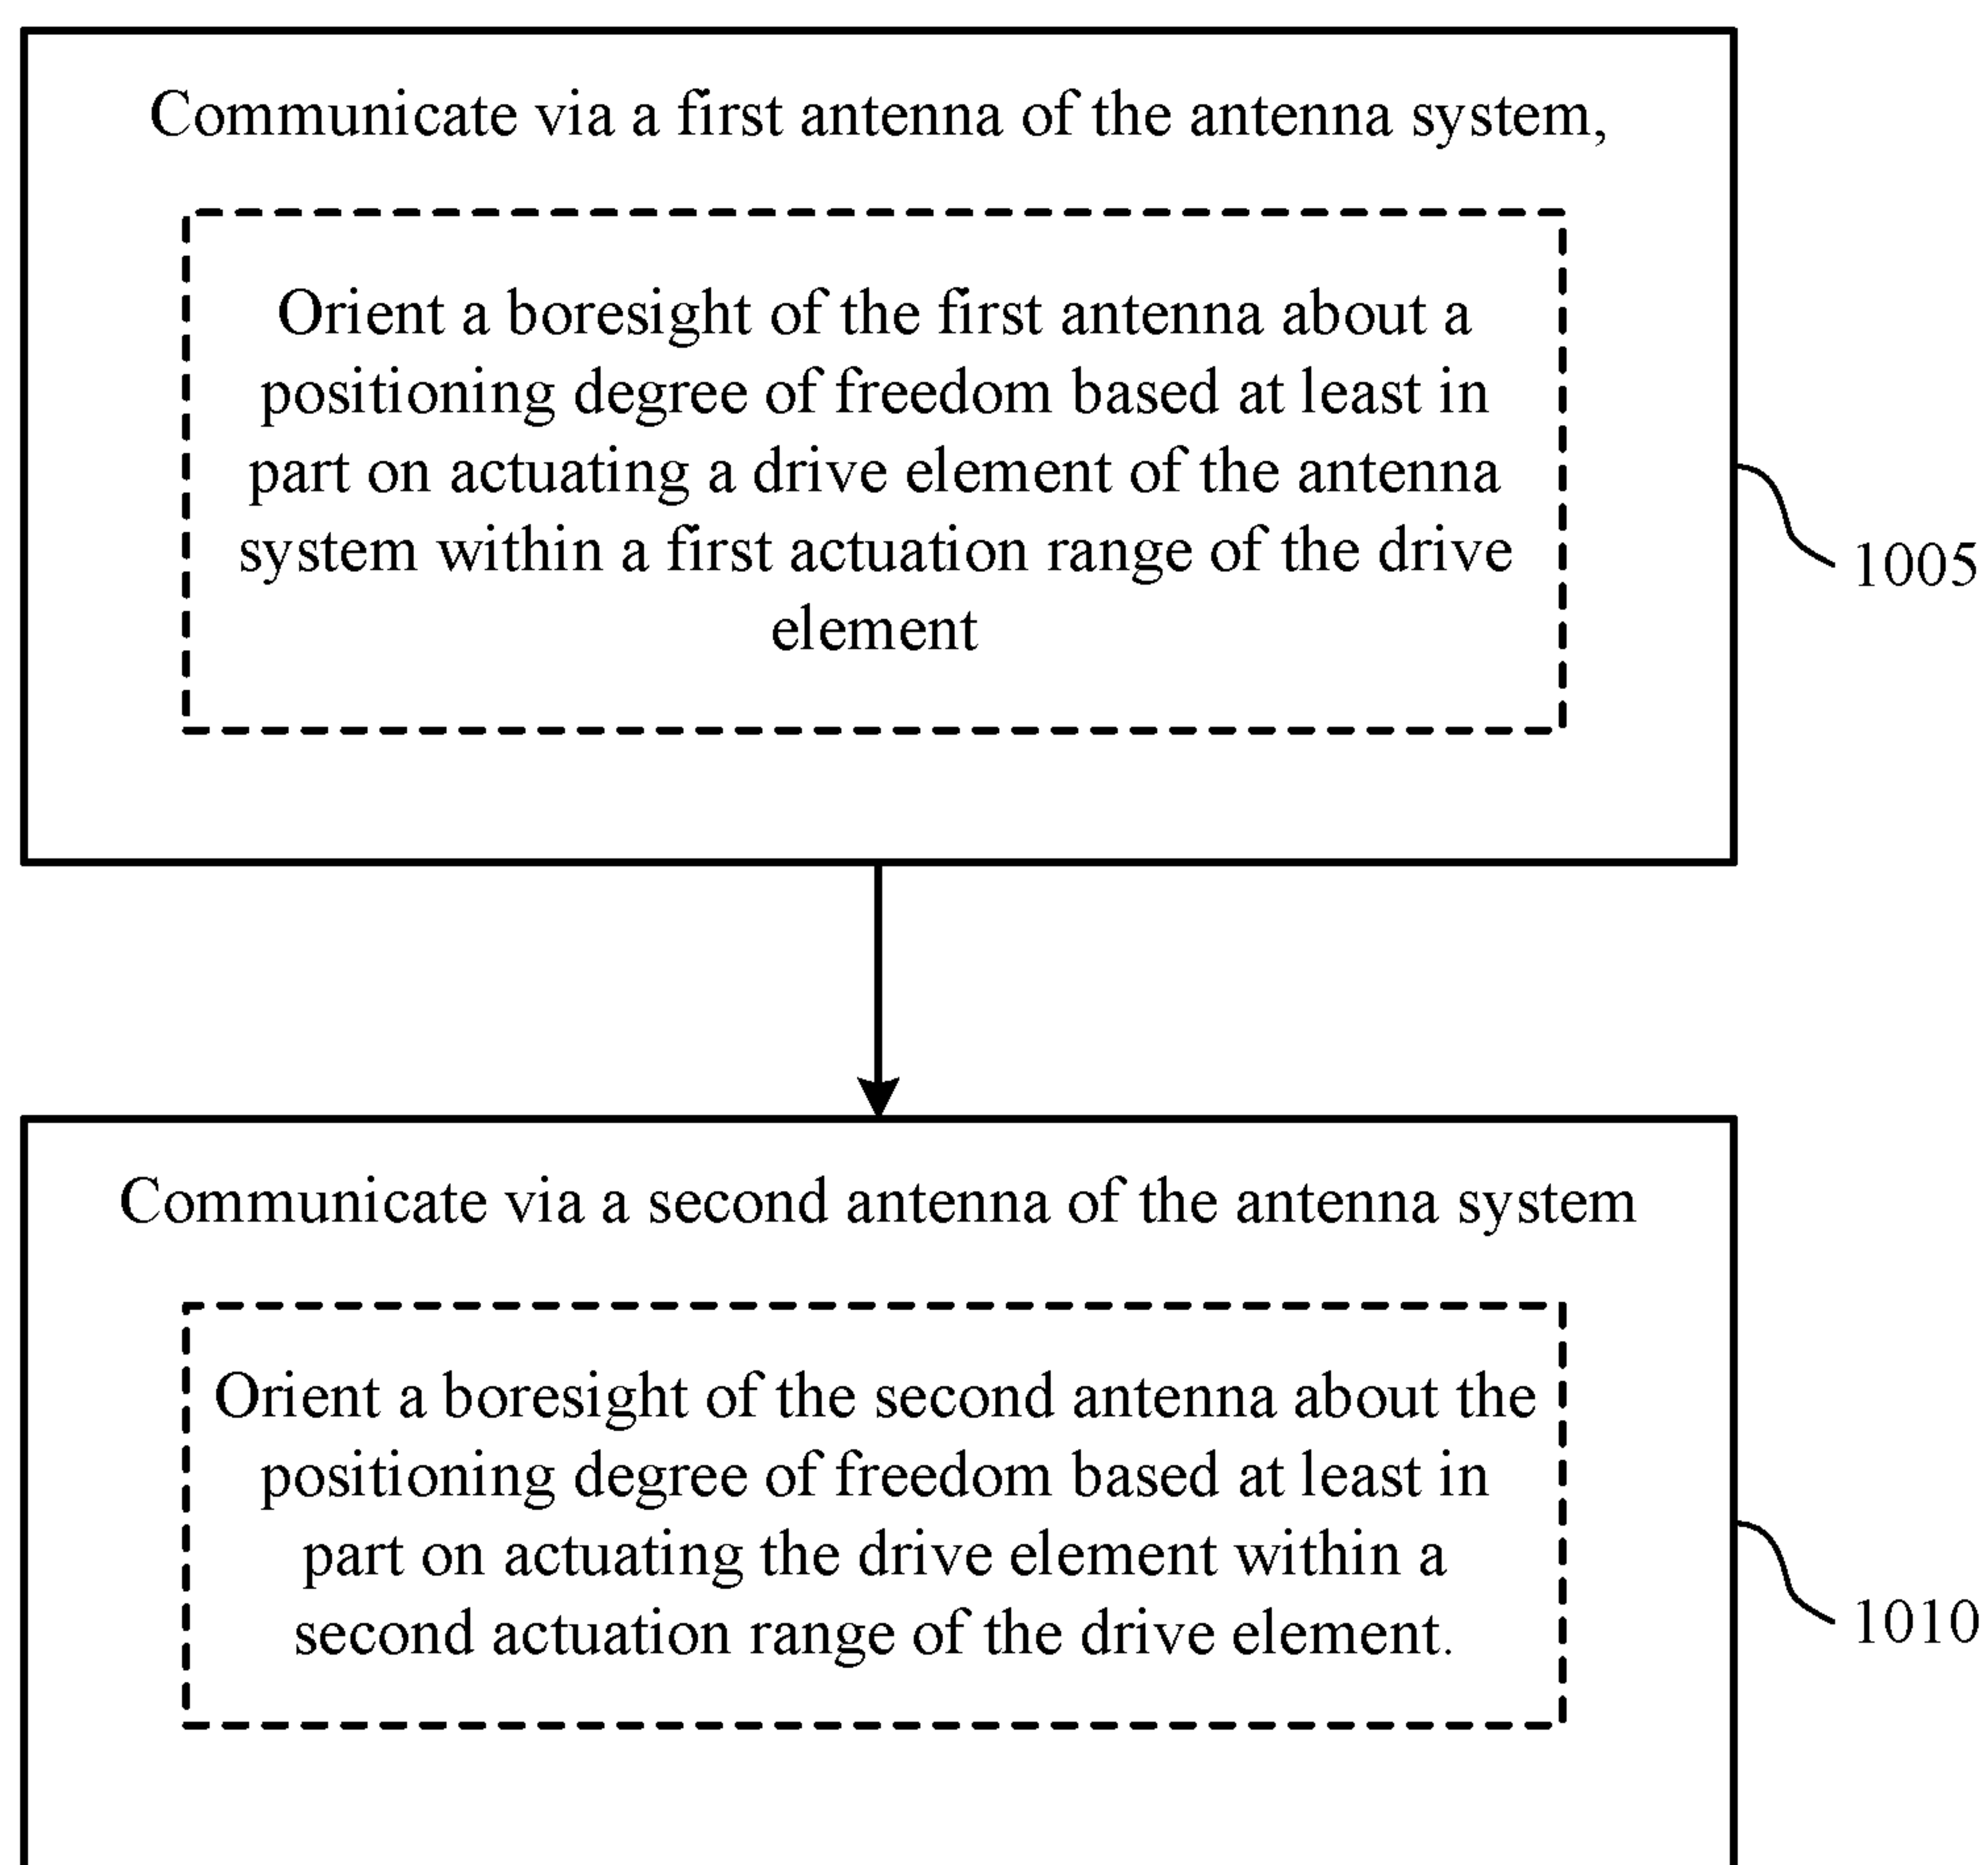 Communicate via a first antenna of the antenna system,
Orient a boresight of the first antenna about a
positioning degree of freedom based at least in
part on actuating a drive element of the antenna
system within a first actuation range of the drive
element
1005
Communicate via a second antenna of the antenna system
Orient a boresight of the second antenna about the
positioning degree of freedom based at least in
part on actuating the drive element within a
second actuation range of the drive element.
1010